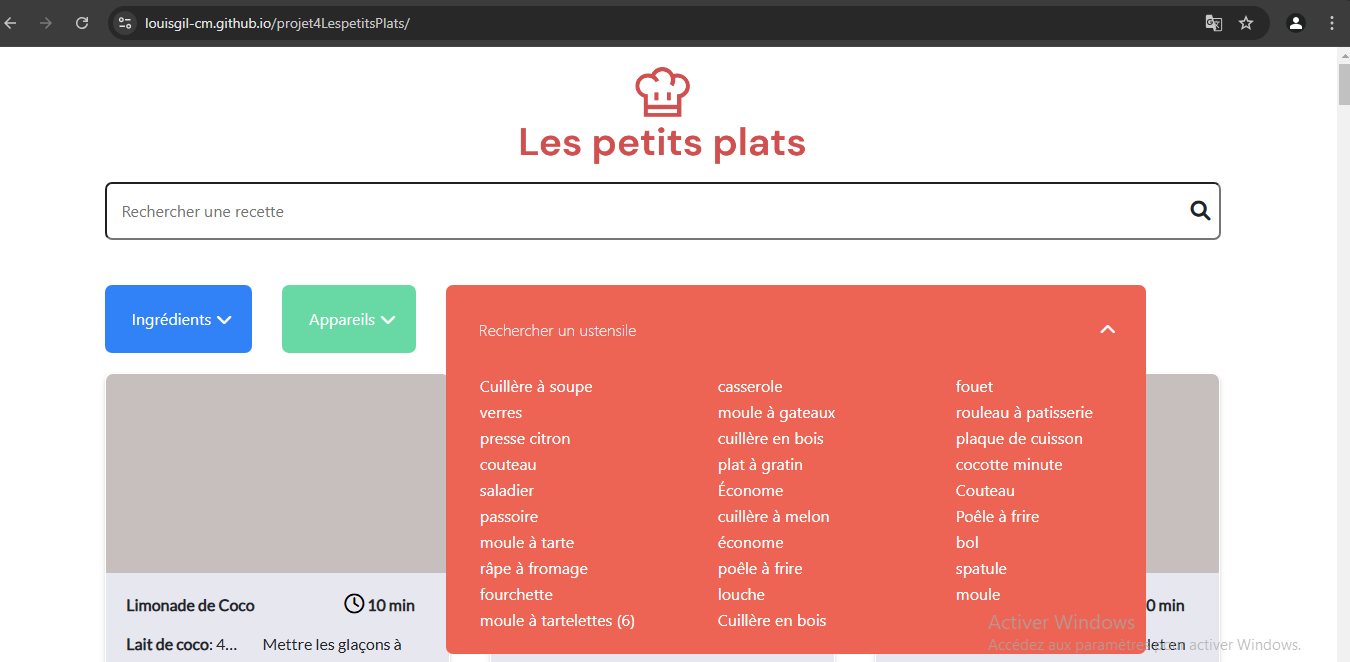 louisgil-cm.github.io/projet4LespetitsPlats/
Les petits plats
Rechercher une recette
Ingrédients
Appareils
Rechercher un ustensile
Cuillère à soupe
casserole
fouet
verres
moule à gateaux
rouleau à patisserie
presse citron
cuillère en bois
plaque de cuisson
couteau
plat à gratin
cocotte minute
saladier
Économe
Couteau
passoire
cuillère à melon
Poêle à frire
moule à tarte
économe
bol
râpe à fromage
poêle à frire
spatule
fourchette
louche
moule
moule à tartelettes (6)
Cuillère en bois
Limonade de Coco
10 min
0 min
Lait de coco: 4...
Mettre les glaçons à
Activer Windows
Accédez aux paramètres pour activer Windows.